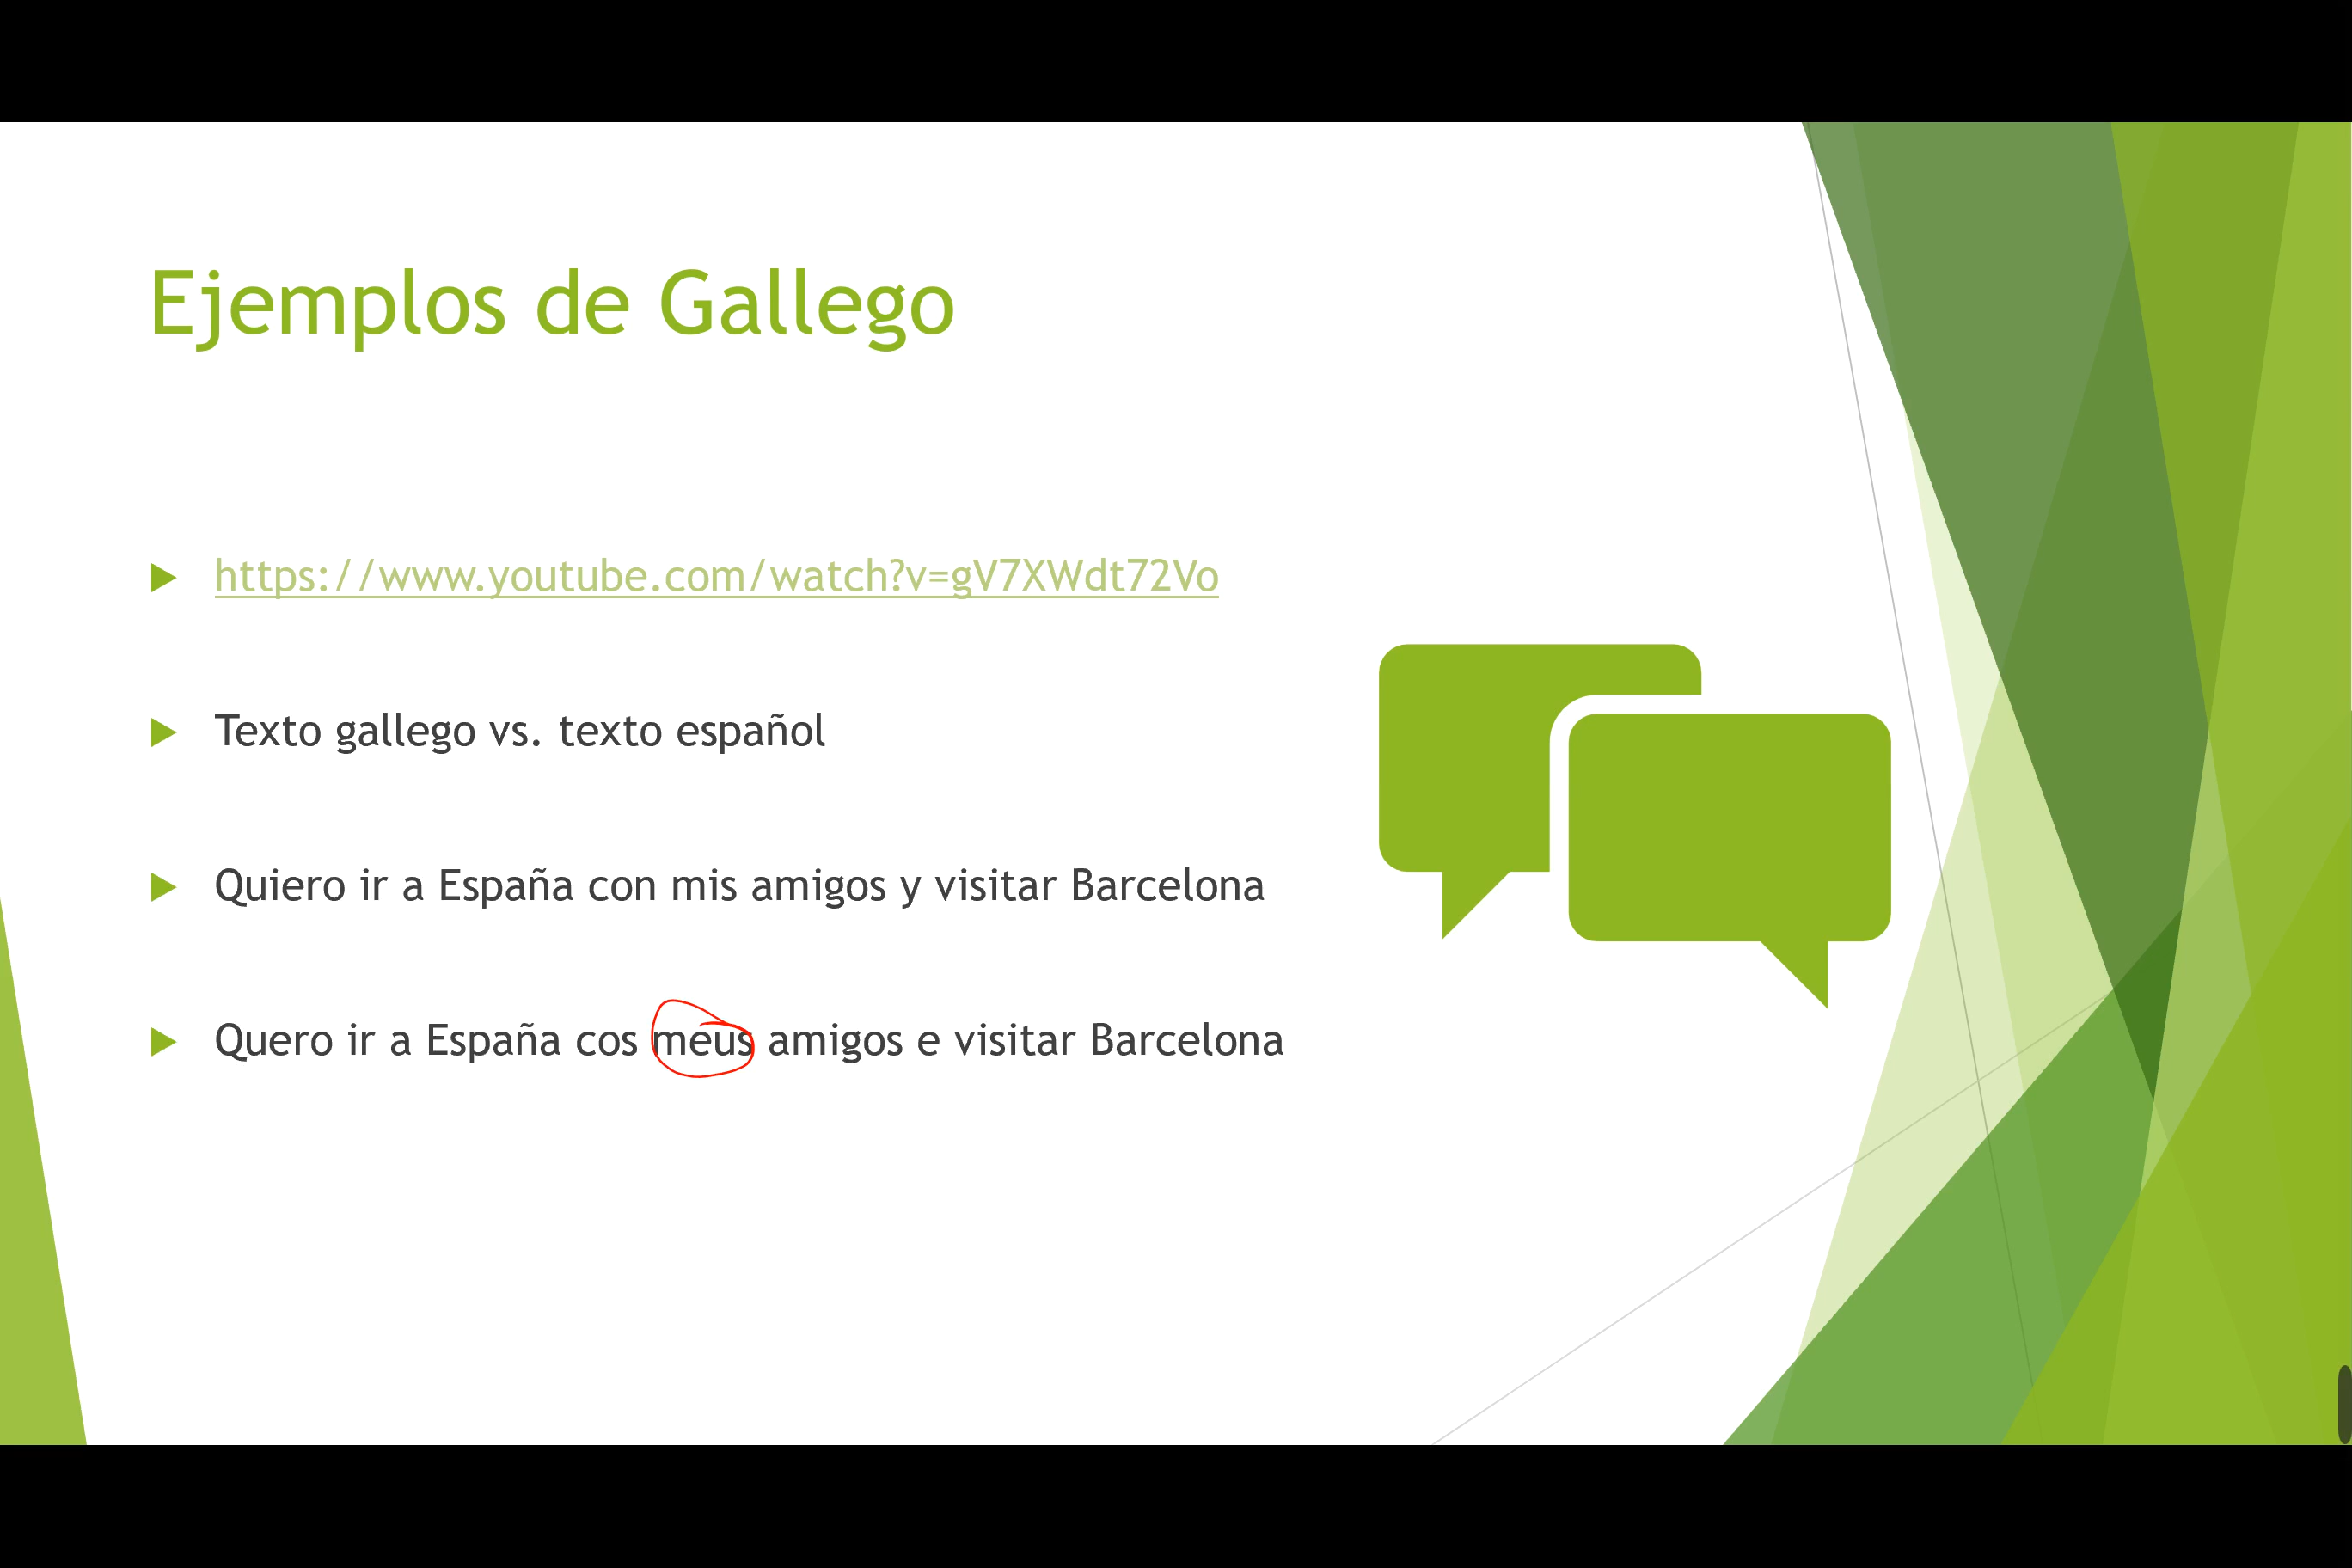 Ejemplos de Gallego
https://www.youtube.com/watch?v=gV7XWdt72Vo
Texto gallego vs. texto español
Quiero ir a España con mis amigos y visitar Barcelona
Quero ir a España cos meus amigos e visitar Barcelona